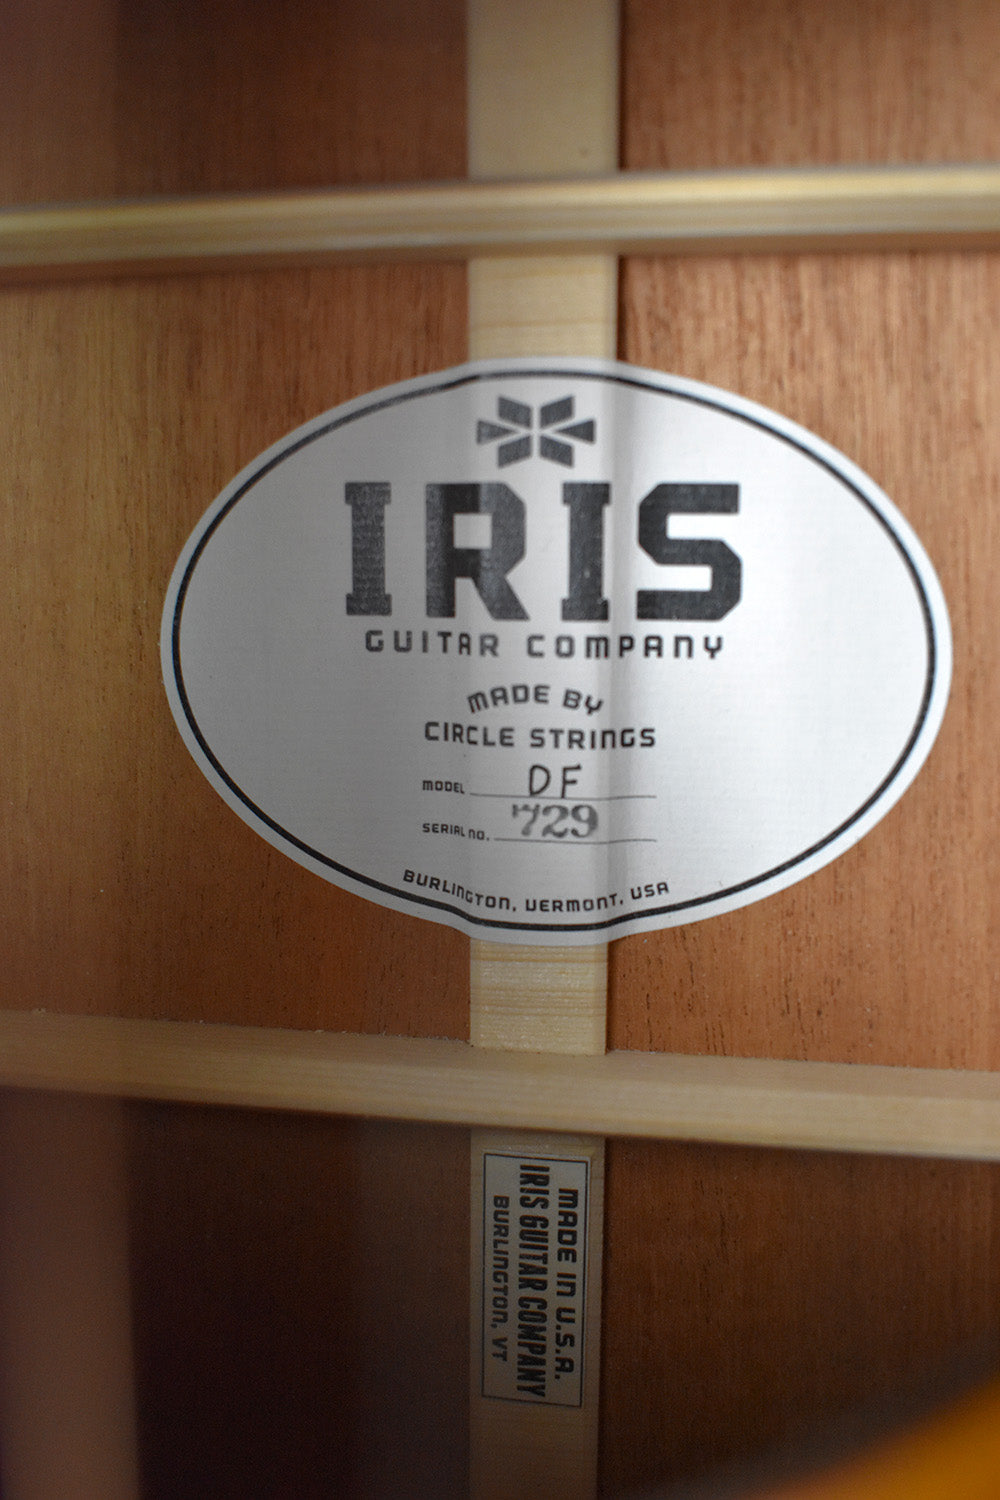 IRIS
GUITAR COMPANY
MADE BY
CIRCLE STRINGS
MODEL DF
SERIAL NO. 729
BURLINGTON, VERMONT, USA
MADE IN U.S.A.
IRIS GUITAR COMPANY
BURLINGTON, VT